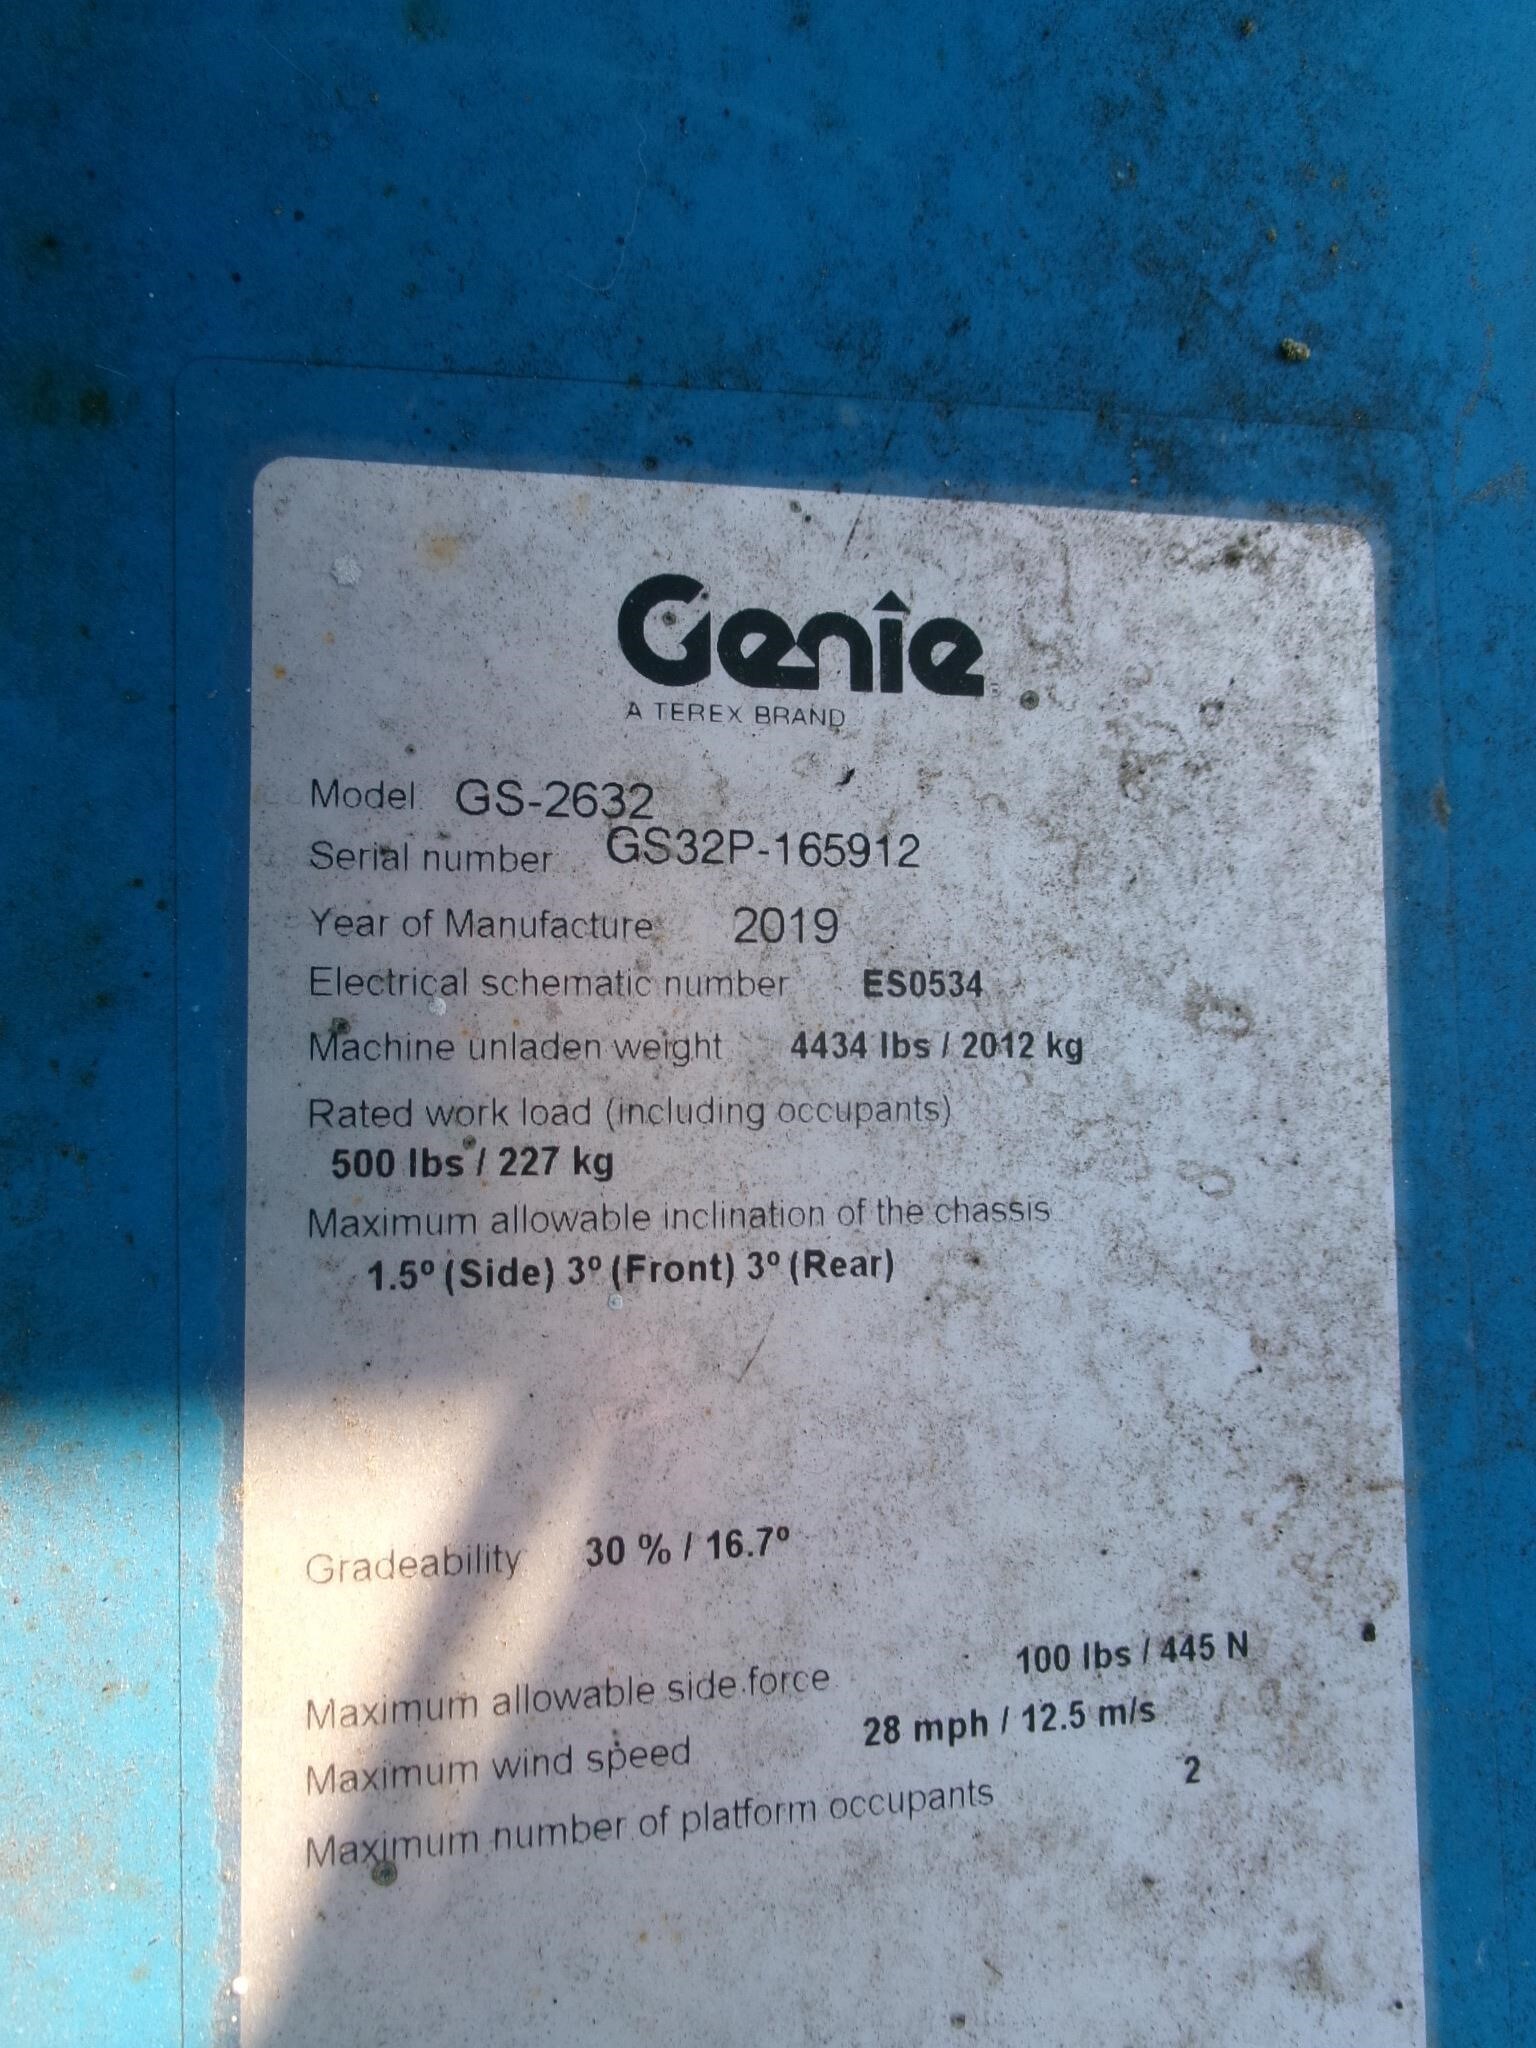 Genie
A TEREX BRAND
Model: GS-2632
Serial number: GS32P-165912
Year of Manufacture: 2019
Electrical schematic number: ES0534
Machine unladen weight: 4434 lbs / 2012 kg
Rated work load (including occupants):
500 lbs / 227 kg
Maximum allowable inclination of the chassis:
1.5º (Side) 3º (Front) 3º (Rear)
Gradeability: 30 % / 16.7º
Maximum allowable side force: 100 lbs / 445 N
Maximum wind speed: 28 mph / 12.5 m/s
Maximum number of platform occupants: 2